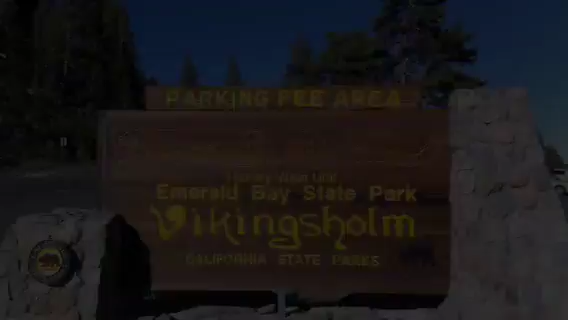 PARKING FEE AREA
Emerald Bay State Park
Vikingsholm
CALIFORNIA STATE PARKS